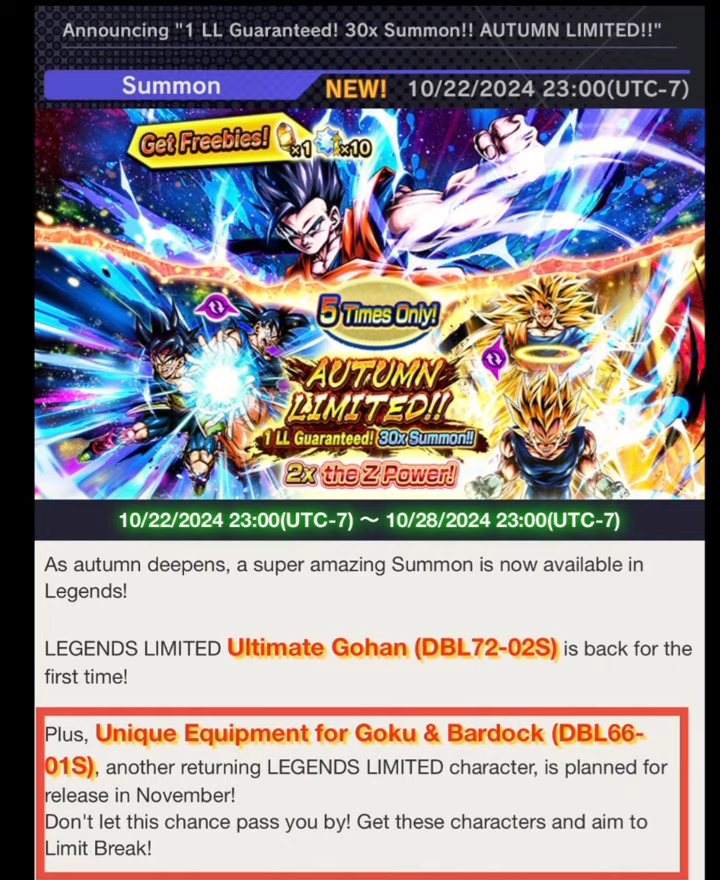 Announcing "1 LL Guaranteed! 30x Summon!! AUTUMN LIMITED!!"
Summon NEW! 10/22/2024 23:00(UTC-7)
Get Freebies! x1 x10
5 Times Only!
AUTUMN
LIMITED!!
1 LL Guaranteed! 30x Summon!!
2x the Z Power!
10/22/2024 23:00(UTC-7) ～ 10/28/2024 23:00(UTC-7)
As autumn deepens, a super amazing Summon is now available in
Legends!
LEGENDS LIMITED Ultimate Gohan (DBL72-02S) is back for the
first time!
Plus, Unique Equipment for Goku & Bardock (DBL66-
01S), another returning LEGENDS LIMITED character, is planned for
release in November!
Don't let this chance pass you by! Get these characters and aim to
Limit Break!